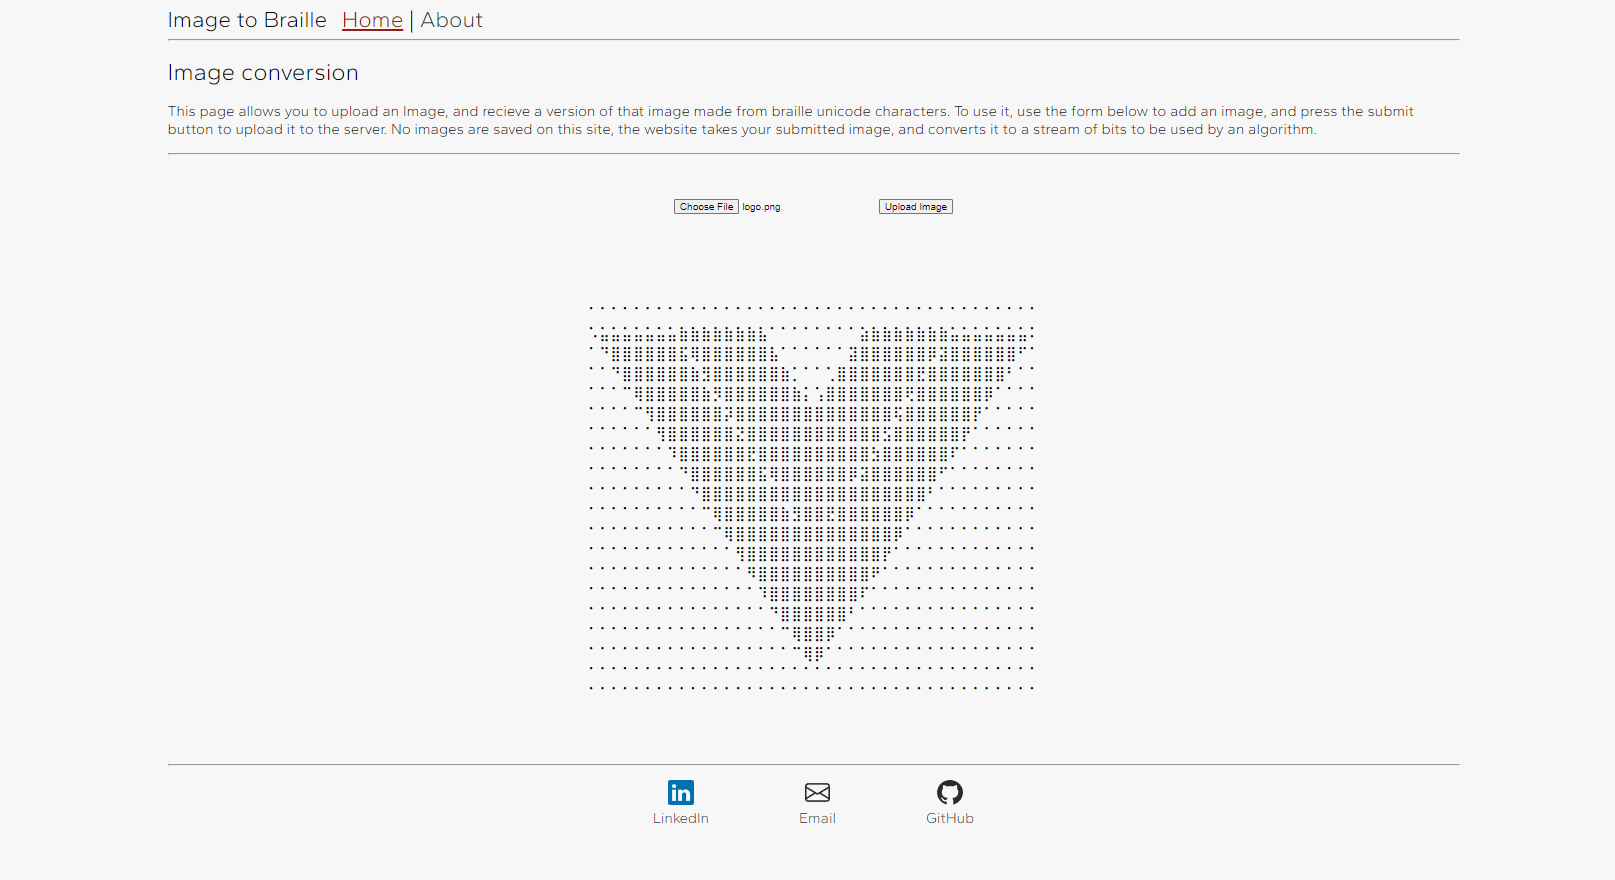 Image to Braille Home | About
Image conversion
This page allows you to upload an Image, and recieve a version of that image made from braille unicode characters. To use it, use the form below to add an image, and press the submit
button to upload it to the server. No images are saved on this site, the website takes your submitted image, and converts it to a stream of bits to be used by an algorithm.
Choose File logo.png Upload Image
LinkedIn Email GitHub